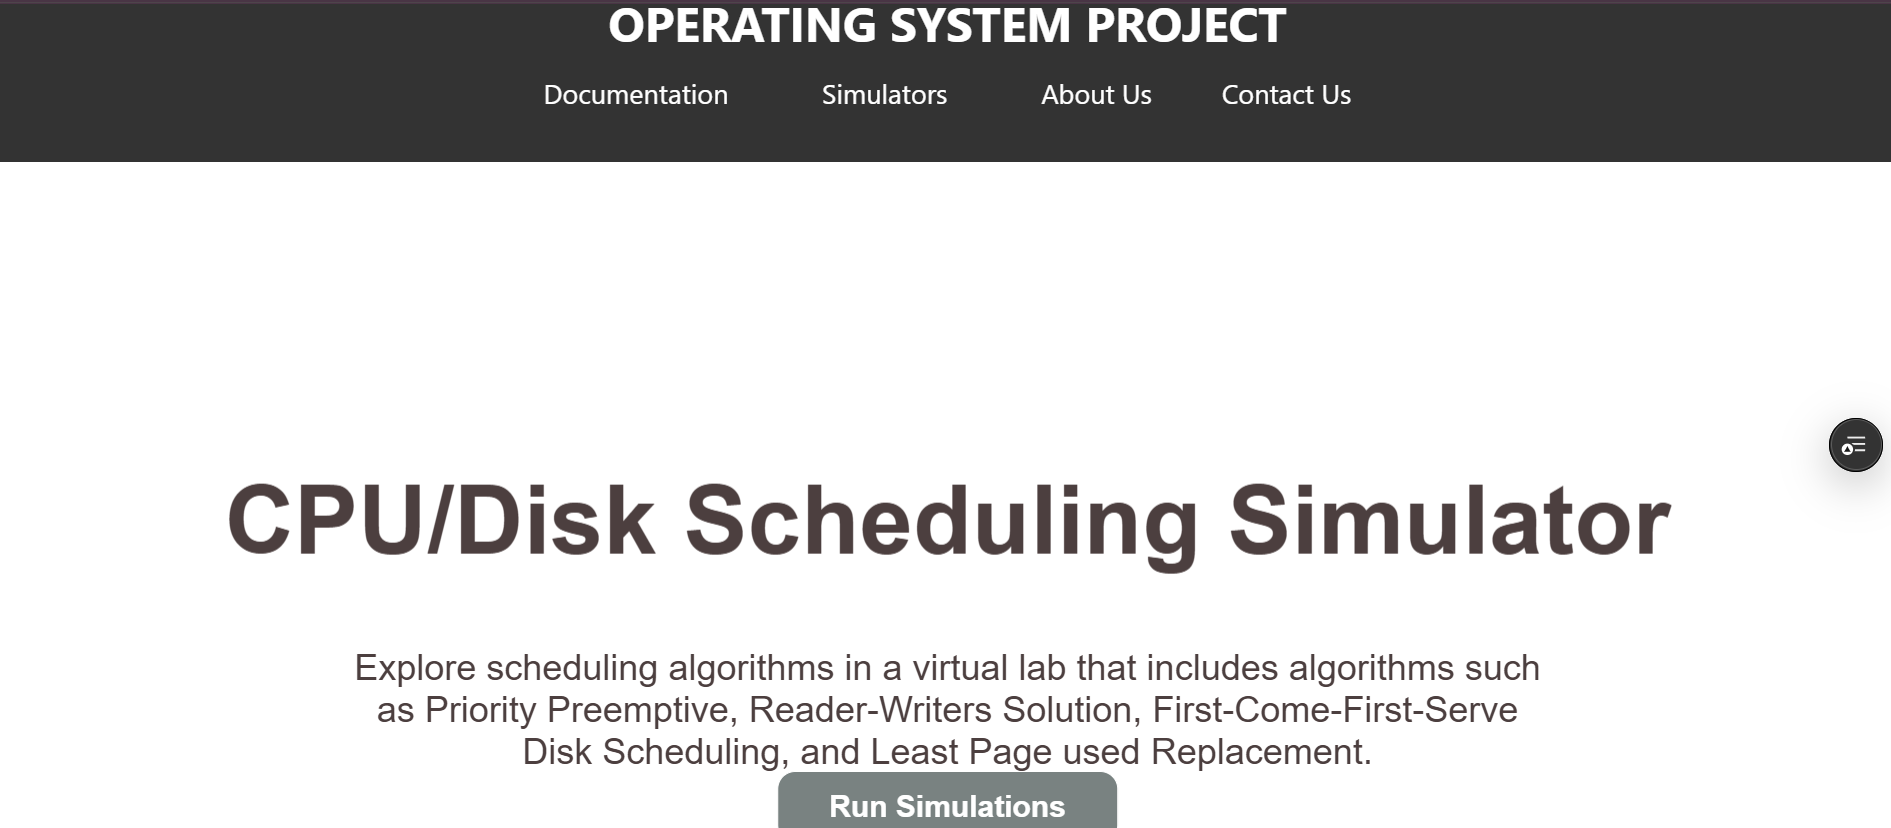 OPERATING SYSTEM PROJECT
Documentation Simulators About Us Contact Us
CPU/Disk Scheduling Simulator
Explore scheduling algorithms in a virtual lab that includes algorithms such
as Priority Preemptive, Reader-Writers Solution, First-Come-First-Serve
Disk Scheduling, and Least Page used Replacement.
Run Simulations